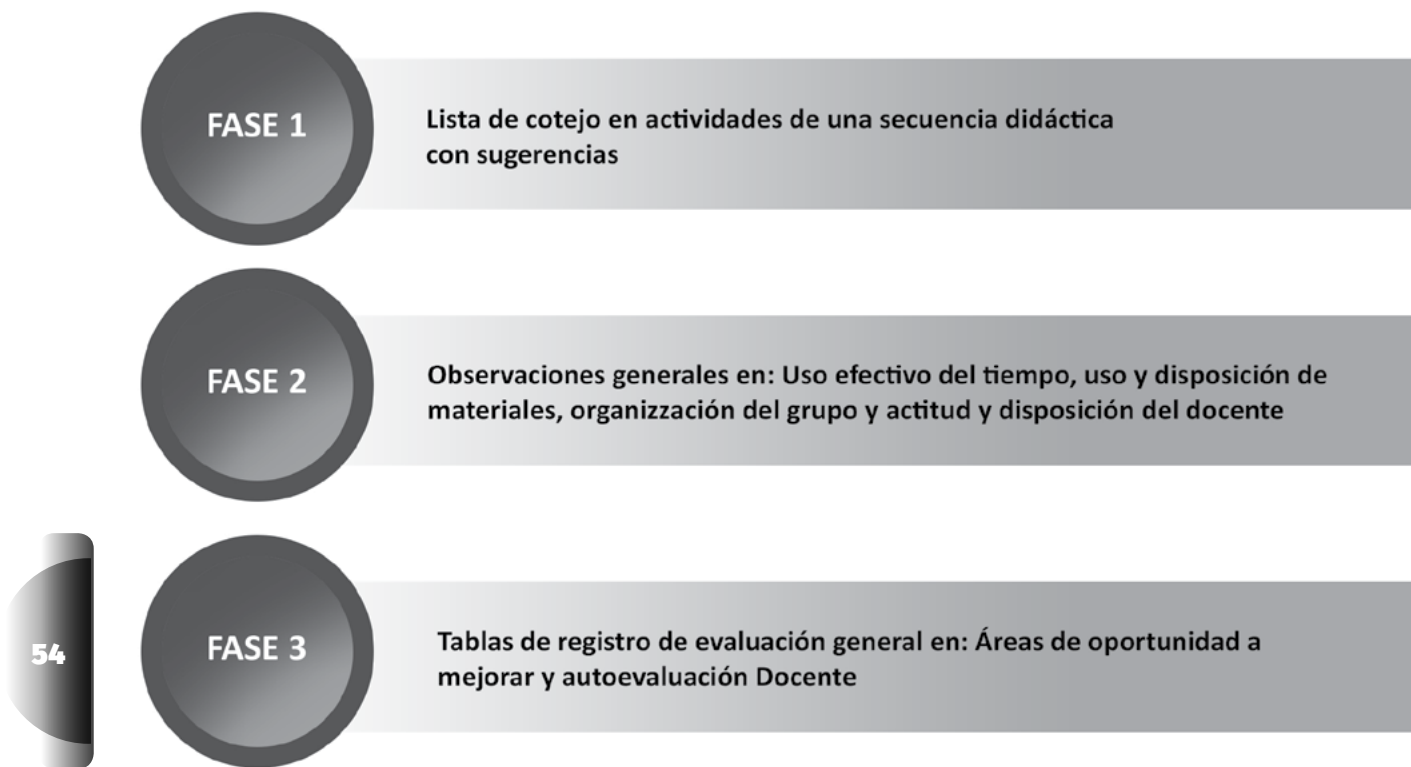 FASE 1
Lista de cotejo en actividades de una secuencia didáctica
con sugerencias
FASE 2
Observaciones generales en: Uso efectivo del tiempo, uso y disposición de
materiales, organizzación del grupo y actitud y disposición del docente
FASE 3
Tablas de registro de evaluación general en: Áreas de oportunidad a
mejorar y autoevaluación Docente
54